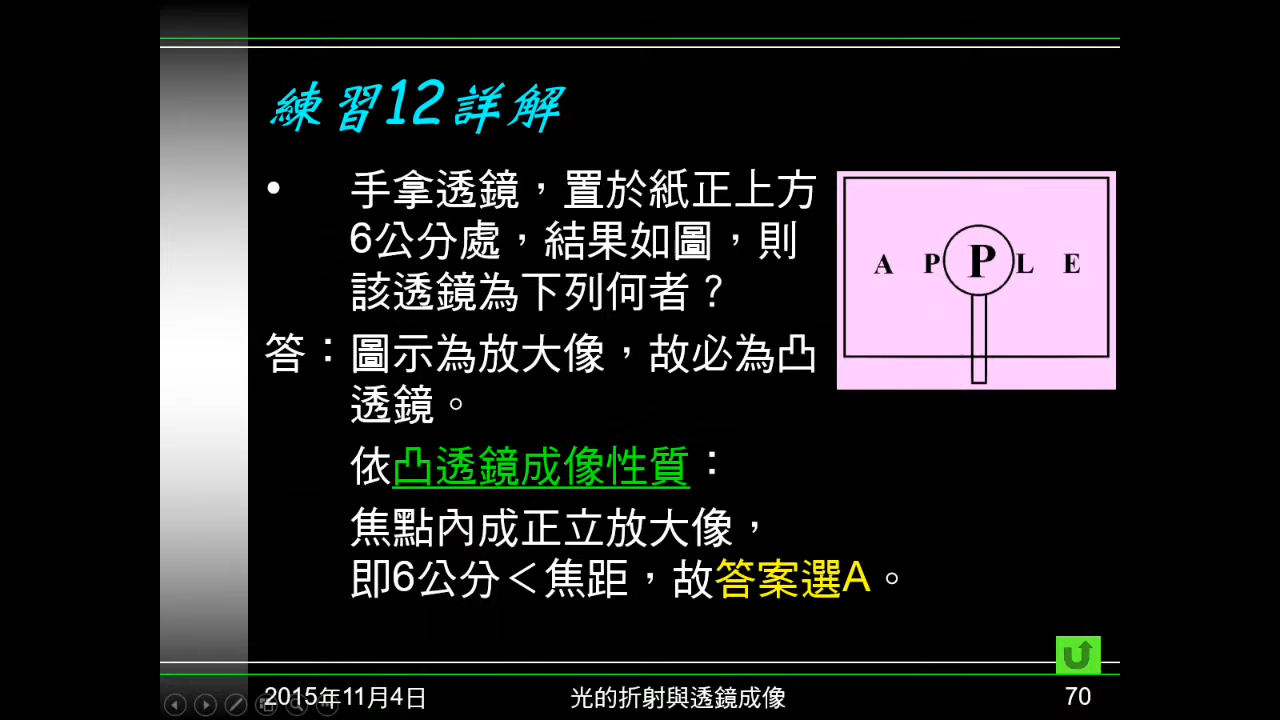 練習12詳解
• 手拿透鏡，置於紙正上方
6公分處，結果如圖，則
該透鏡為下列何者？
A P P L E
答：圖示為放大像，故必為凸
透鏡。
依凸透鏡成像性質：
焦點內成正立放大像，
即6公分＜焦距，故答案選A。
2015年11月4日
光的折射與透鏡成像
70